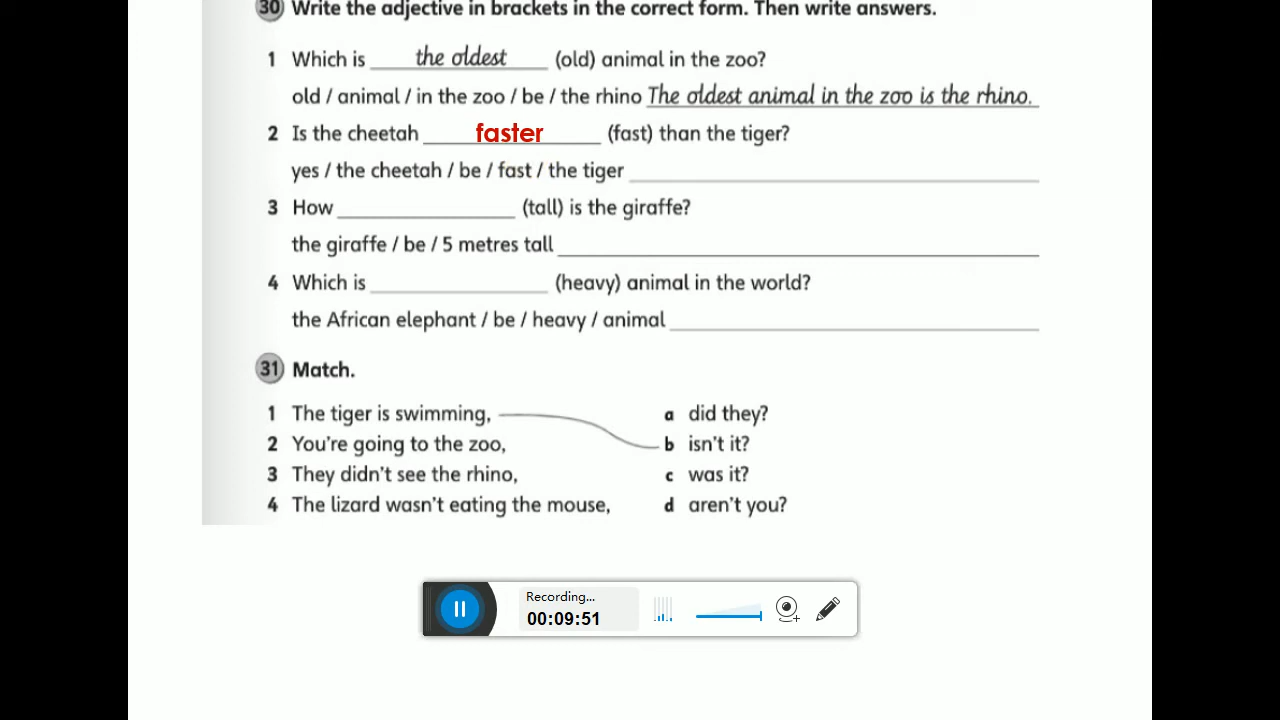 30 Write the adjective in brackets in the correct form. Then write answers.
1 Which is the oldest (old) animal in the zoo?
old / animal / in the zoo / be / the rhino The oldest animal in the zoo is the rhino.
2 Is the cheetah faster (fast) than the tiger?
yes / the cheetah / be / fast / the tiger
3 How (tall) is the giraffe?
the giraffe / be / 5 metres tall
4 Which is (heavy) animal in the world?
the African elephant / be / heavy / animal
31 Match.
1 The tiger is swimming, a did they?
2 You're going to the zoo, b isn't it?
3 They didn't see the rhino, c was it?
4 The lizard wasn't eating the mouse, d aren't you?
Recording...
00:09:51